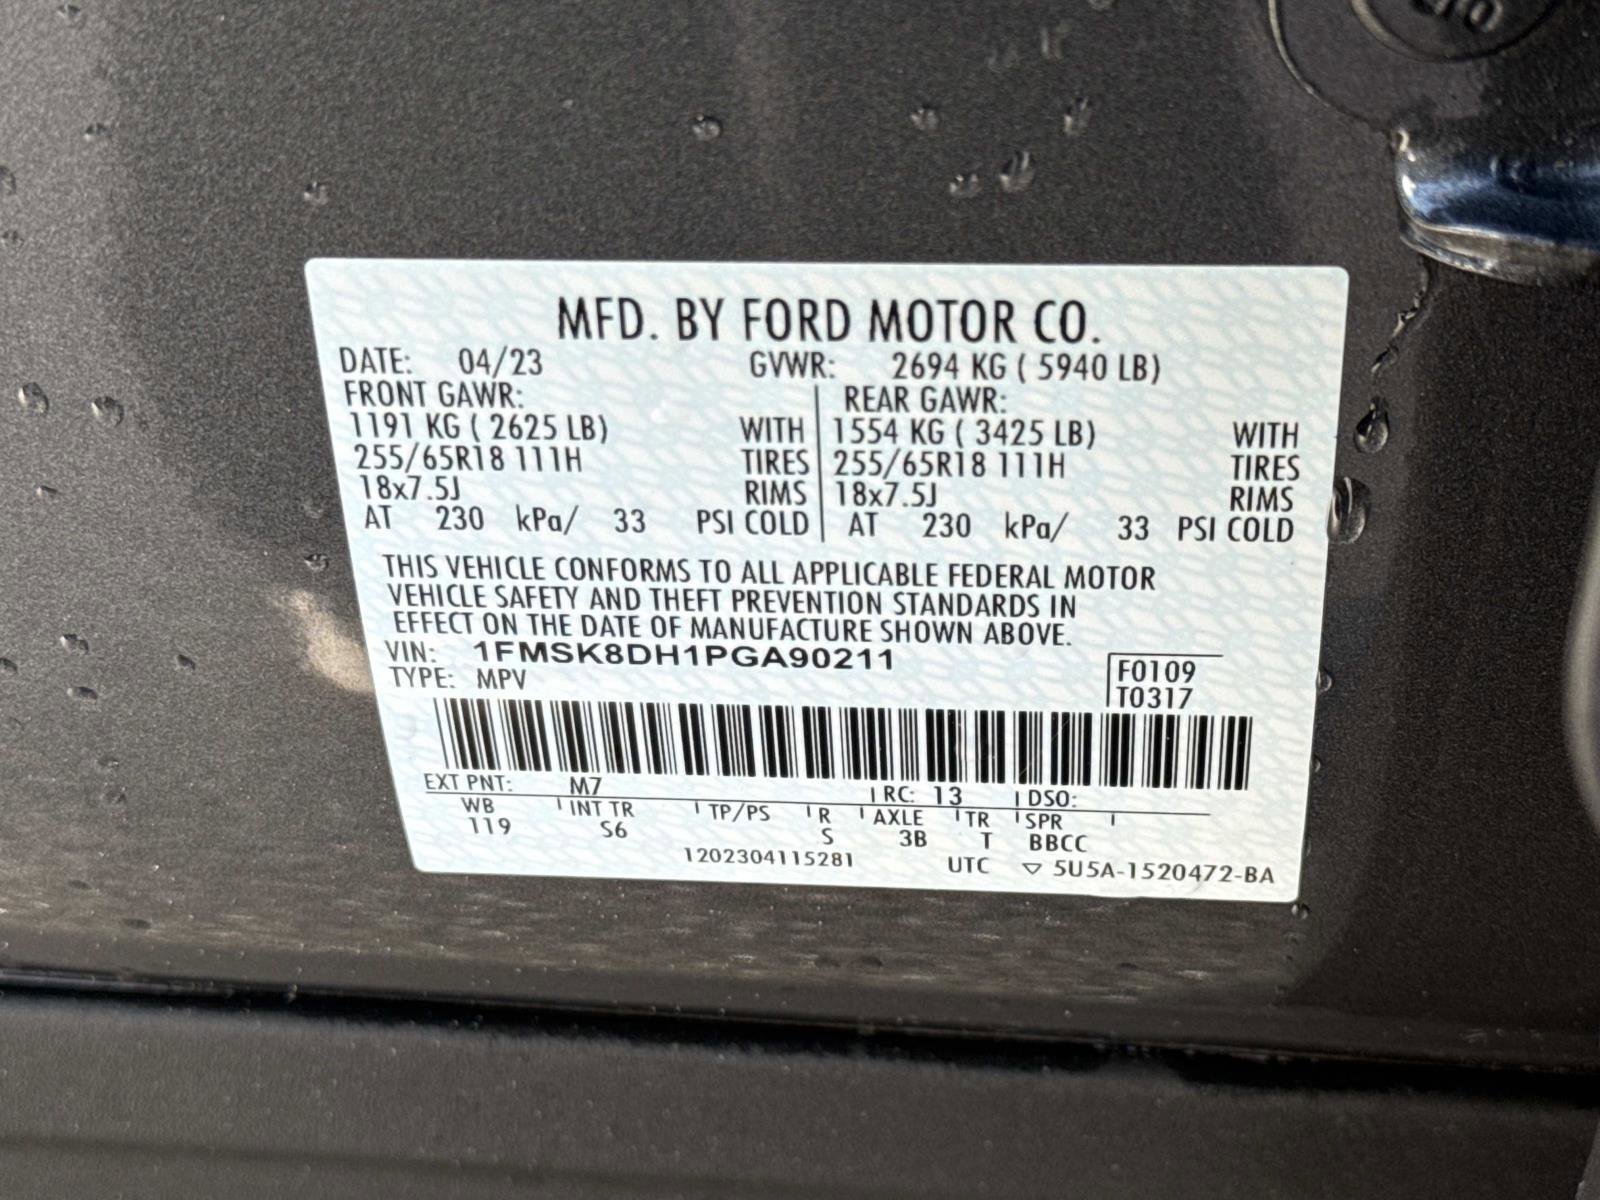 MFD. BY FORD MOTOR CO.
DATE: 04/23 GVWR: 2694 KG ( 5940 LB)
FRONT GAWR: REAR GAWR:
1191 KG ( 2625 LB) WITH 1554 KG ( 3425 LB) WITH
255/65R18 111H TIRES 255/65R18 111H TIRES
18x7.5J RIMS 18x7.5J RIMS
AT 230 kPa/ 33 PSI COLD AT 230 kPa/ 33 PSI COLD
THIS VEHICLE CONFORMS TO ALL APPLICABLE FEDERAL MOTOR
VEHICLE SAFETY AND THEFT PREVENTION STANDARDS IN
EFFECT ON THE DATE OF MANUFACTURE SHOWN ABOVE.
VIN: 1FMSK8DH1PGA90211
TYPE: MPV
F0109
T0317
EXT PNT: M7 RC: 13 DSO:
WB INT TR TP/PS R AXLE TR SPR
119 S6 S 3B T BBCC
1202304115281 UTC ▽ 5U5A-1520472-BA